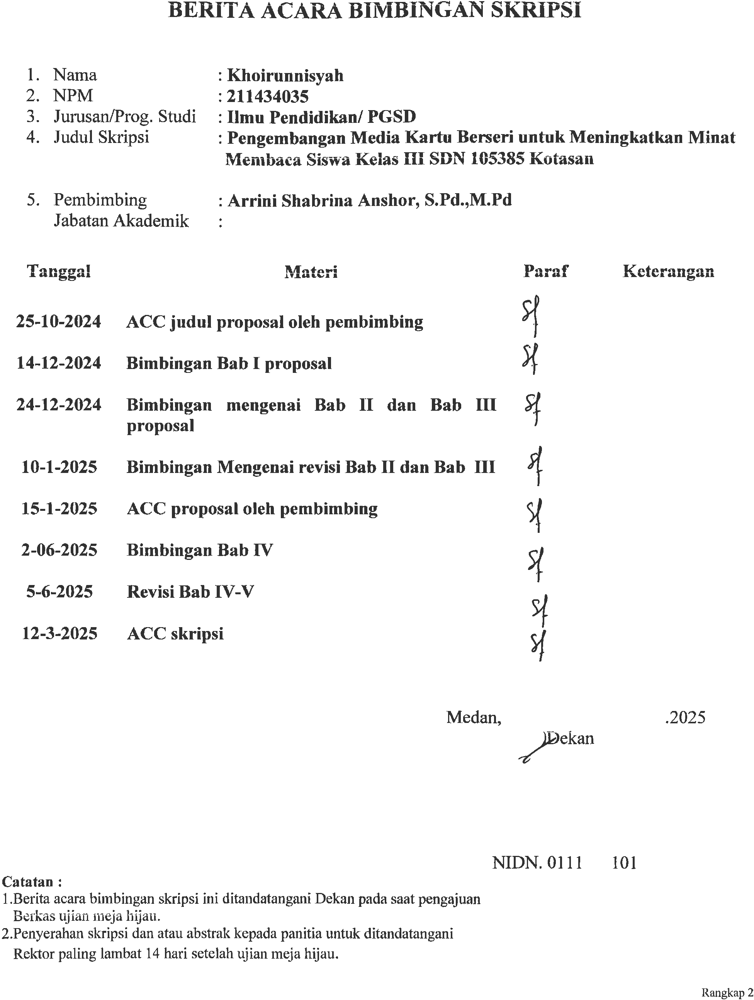 BERITA ACARA BIMBINGAN SKRIPSI
1. Nama : Khoirunnisyah
2. NPM : 211434035
3. Jurusan/Prog. Studi : Ilmu Pendidikan/ PGSD
4. Judul Skripsi : Pengembangan Media Kartu Berseri untuk Meningkatkan Minat
Membaca Siswa Kelas III SDN 105385 Kotasan
5. Pembimbing : Arrini Shabrina Anshor, S.Pd.,M.Pd
Jabatan Akademik :
Tanggal Materi Paraf Keterangan
25-10-2024 ACC judul proposal oleh pembimbing
14-12-2024 Bimbingan Bab I proposal
24-12-2024 Bimbingan mengenai Bab II dan Bab III
proposal
10-1-2025 Bimbingan Mengenai revisi Bab II dan Bab III
15-1-2025 ACC proposal oleh pembimbing
2-06-2025 Bimbingan Bab IV
5-6-2025 Revisi Bab IV-V
12-3-2025 ACC skripsi
Medan, .2025
Dekan
NIDN. 0111 101
Catatan :
1.Berita acara bimbingan skripsi ini ditandatangani Dekan pada saat pengajuan
Berkas ujian meja hijau.
2.Penyerahan skripsi dan atau abstrak kepada panitia untuk ditandatangani
Rektor paling lambat 14 hari setelah ujian meja hijau.
Rangkap 2